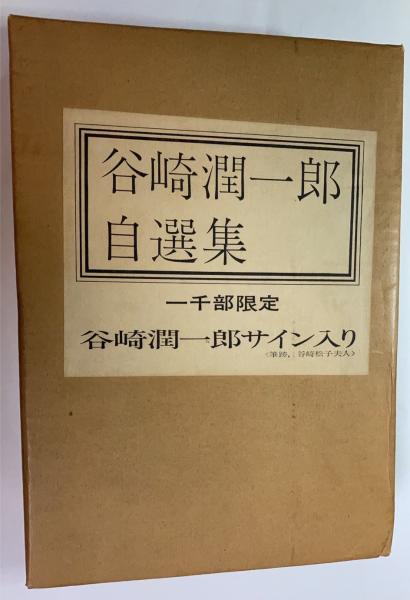 谷崎潤一郎
自選集
一千部限定
谷崎潤一郎サイン入り
〈筆跡、谷崎松子夫人〉